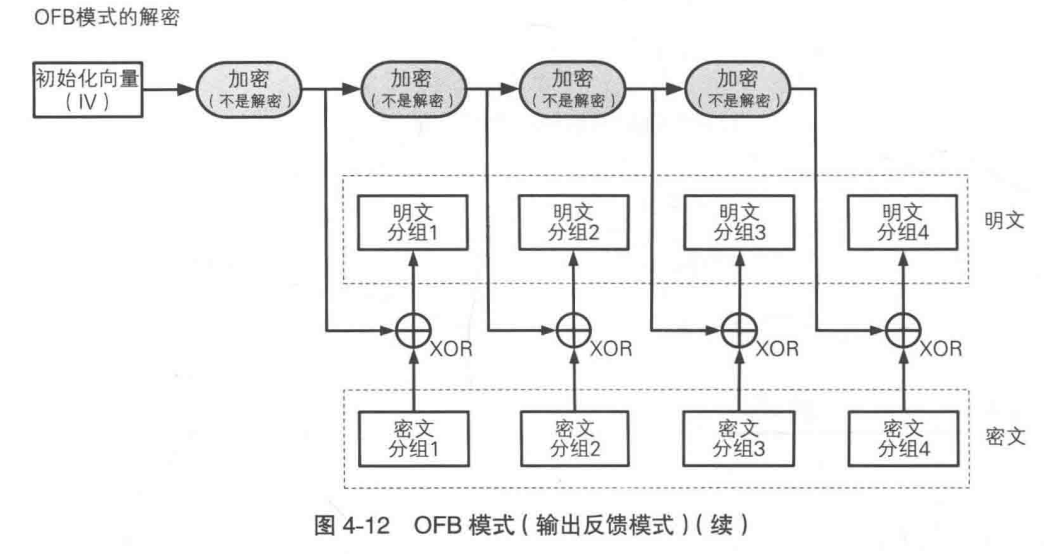 OFB模式的解密
初始化向量
（IV）
加密
（不是解密）
加密
（不是解密）
加密
（不是解密）
加密
（不是解密）
明文
分组1
明文
分组2
明文
分组3
明文
分组4
明文
XOR
XOR
XOR
XOR
密文
分组1
密文
分组2
密文
分组3
密文
分组4
密文
图 4-12 OFB 模式（输出反馈模式）（续）